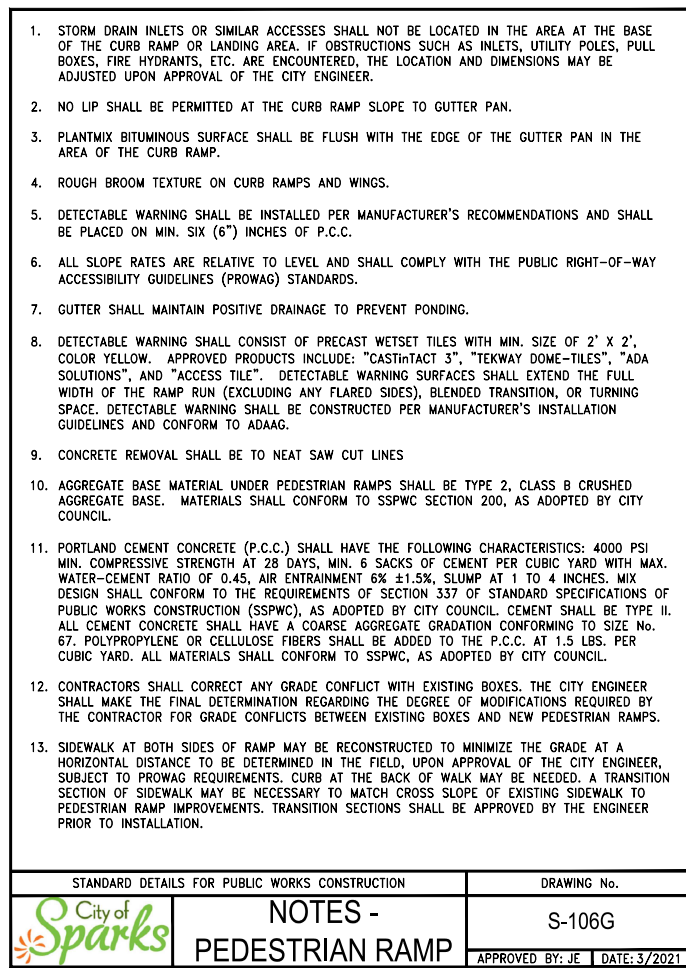 1. STORM DRAIN INLETS OR SIMILAR ACCESSES SHALL NOT BE LOCATED IN THE AREA AT THE BASE
OF THE CURB RAMP OR LANDING AREA. IF OBSTRUCTIONS SUCH AS INLETS, UTILITY POLES, PULL
BOXES, FIRE HYDRANTS, ETC. ARE ENCOUNTERED, THE LOCATION AND DIMENSIONS MAY BE
ADJUSTED UPON APPROVAL OF THE CITY ENGINEER.
2. NO LIP SHALL BE PERMITTED AT THE CURB RAMP SLOPE TO GUTTER PAN.
3. PLANTMIX BITUMINOUS SURFACE SHALL BE FLUSH WITH THE EDGE OF THE GUTTER PAN IN THE
AREA OF THE CURB RAMP.
4. ROUGH BROOM TEXTURE ON CURB RAMPS AND WINGS.
5. DETECTABLE WARNING SHALL BE INSTALLED PER MANUFACTURER'S RECOMMENDATIONS AND SHALL
BE PLACED ON MIN. SIX (6") INCHES OF P.C.C.
6. ALL SLOPE RATES ARE RELATIVE TO LEVEL AND SHALL COMPLY WITH THE PUBLIC RIGHT-OF-WAY
ACCESSIBILITY GUIDELINES (PROWAG) STANDARDS.
7. GUTTER SHALL MAINTAIN POSITIVE DRAINAGE TO PREVENT PONDING.
8. DETECTABLE WARNING SHALL CONSIST OF PRECAST WETSET TILES WITH MIN. SIZE OF 2' X 2',
COLOR YELLOW. APPROVED PRODUCTS INCLUDE: "CASTinTACT 3", "TEKWAY DOME-TILES", "ADA
SOLUTIONS", AND "ACCESS TILE". DETECTABLE WARNING SURFACES SHALL EXTEND THE FULL
WIDTH OF THE RAMP RUN (EXCLUDING ANY FLARED SIDES), BLENDED TRANSITION, OR TURNING
SPACE. DETECTABLE WARNING SHALL BE CONSTRUCTED PER MANUFACTURER'S INSTALLATION
GUIDELINES AND CONFORM TO ADAAG.
9. CONCRETE REMOVAL SHALL BE TO NEAT SAW CUT LINES
10. AGGREGATE BASE MATERIAL UNDER PEDESTRIAN RAMPS SHALL BE TYPE 2, CLASS B CRUSHED
AGGREGATE BASE. MATERIALS SHALL CONFORM TO SSPWC SECTION 200, AS ADOPTED BY CITY
COUNCIL.
11. PORTLAND CEMENT CONCRETE (P.C.C.) SHALL HAVE THE FOLLOWING CHARACTERISTICS: 4000 PSI
MIN. COMPRESSIVE STRENGTH AT 28 DAYS, MIN. 6 SACKS OF CEMENT PER CUBIC YARD WITH MAX.
WATER-CEMENT RATIO OF 0.45, AIR ENTRAINMENT 6% ±1.5%, SLUMP AT 1 TO 4 INCHES. MIX
DESIGN SHALL CONFORM TO THE REQUIREMENTS OF SECTION 337 OF STANDARD SPECIFICATIONS OF
PUBLIC WORKS CONSTRUCTION (SSPWC), AS ADOPTED BY CITY COUNCIL. CEMENT SHALL BE TYPE II.
ALL CEMENT CONCRETE SHALL HAVE A COARSE AGGREGATE GRADATION CONFORMING TO SIZE No.
67. POLYPROPYLENE OR CELLULOSE FIBERS SHALL BE ADDED TO THE P.C.C. AT 1.5 LBS. PER
CUBIC YARD. ALL MATERIALS SHALL CONFORM TO SSPWC, AS ADOPTED BY CITY COUNCIL.
12. CONTRACTORS SHALL CORRECT ANY GRADE CONFLICT WITH EXISTING BOXES. THE CITY ENGINEER
SHALL MAKE THE FINAL DETERMINATION REGARDING THE DEGREE OF MODIFICATIONS REQUIRED BY
THE CONTRACTOR FOR GRADE CONFLICTS BETWEEN EXISTING BOXES AND NEW PEDESTRIAN RAMPS.
13. SIDEWALK AT BOTH SIDES OF RAMP MAY BE RECONSTRUCTED TO MINIMIZE THE GRADE AT A
HORIZONTAL DISTANCE TO BE DETERMINED IN THE FIELD, UPON APPROVAL OF THE CITY ENGINEER,
SUBJECT TO PROWAG REQUIREMENTS. CURB AT THE BACK OF WALK MAY BE NEEDED. A TRANSITION
SECTION OF SIDEWALK MAY BE NECESSARY TO MATCH CROSS SLOPE OF EXISTING SIDEWALK TO
PEDESTRIAN RAMP IMPROVEMENTS. TRANSITION SECTIONS SHALL BE APPROVED BY THE ENGINEER
PRIOR TO INSTALLATION.
STANDARD DETAILS FOR PUBLIC WORKS CONSTRUCTION
DRAWING No.
City of
Sparks
NOTES -
PEDESTRIAN RAMP
S-106G
APPROVED BY: JE
DATE: 3/2021